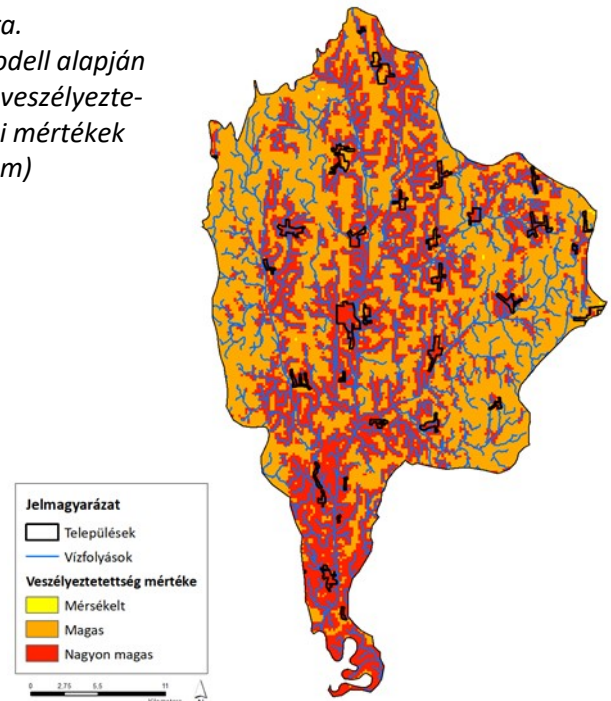 ra.
odell alapján
veszélyezte-
i mértékek
m)
Jelmagyarázat
Települések
Vízfolyások
Veszélyeztetettség mértéke
Mérsékelt
Magas
Nagyon magas
0 2.75 5.5 11
N